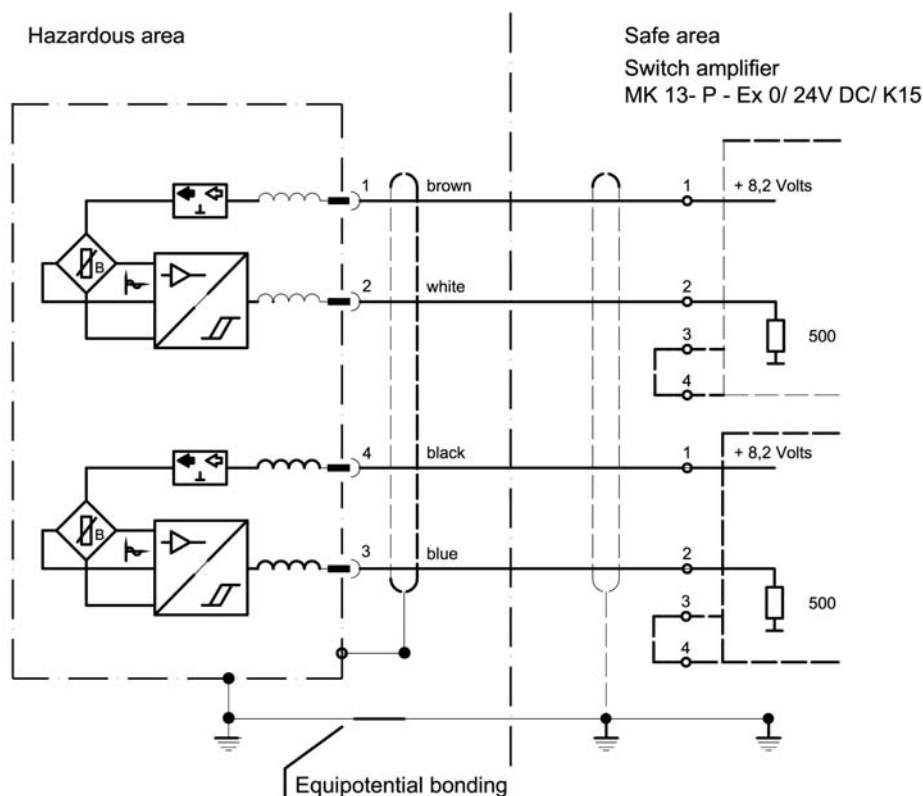 Hazardous area
Safe area
Switch amplifier
MK 13- P - Ex 0/ 24V DC/ K15
1
brown
1
+ 8,2 Volts
B
2
white
2
3
500
4
4
black
1
+ 8,2 Volts
B
3
blue
2
3
500
4
Equipotential bonding